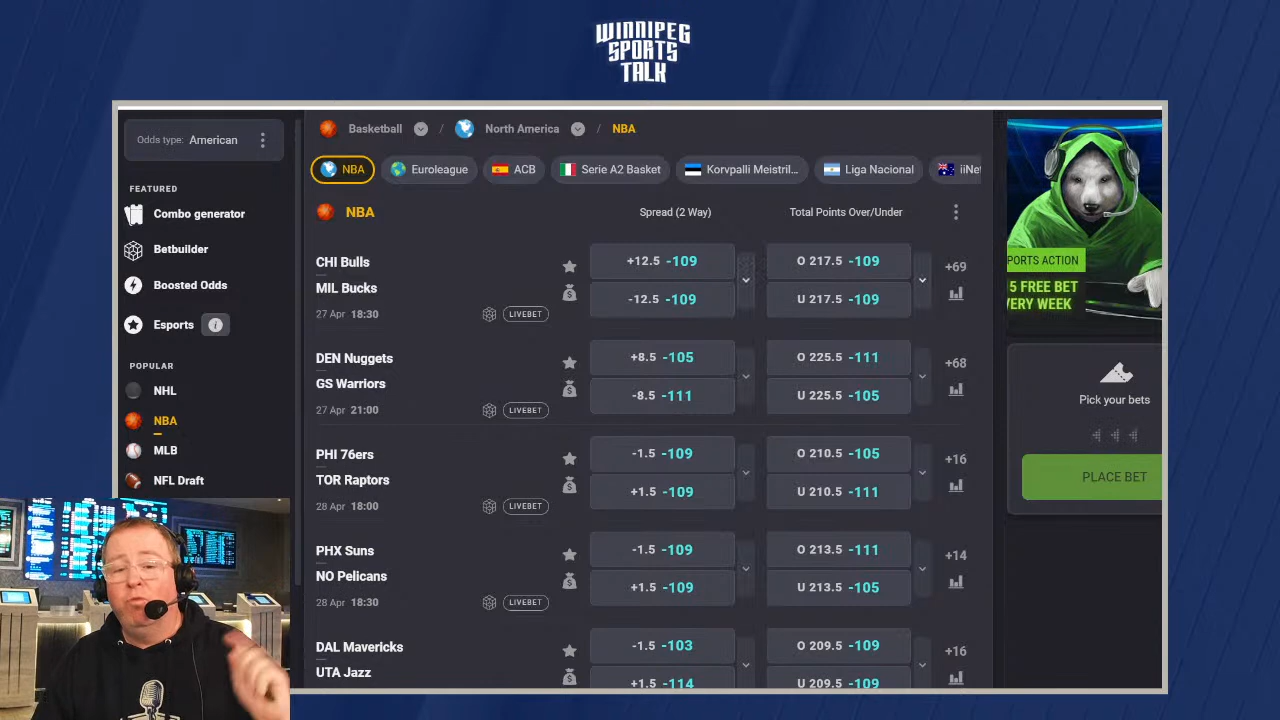 WINNIPEG
SPORTS
TALK
Odds type: American
FEATURED
Combo generator
Betbuilder
Boosted Odds
Esports i
POPULAR
NHL
NBA
MLB
NFL Draft
Basketball / North America / NBA
NBA Euroleague ACB Serie A2 Basket Korvpalli Meistril... Liga Nacional iiNe
NBA Spread (2 Way) Total Points Over/Under
CHI Bulls +12.5 -109 O 217.5 -109 +69
MIL Bucks -12.5 -109 U 217.5 -109
27 Apr 18:30 LIVEBET
DEN Nuggets +8.5 -105 O 225.5 -111 +68
GS Warriors -8.5 -111 U 225.5 -105
27 Apr 21:00 LIVEBET
PHI 76ers -1.5 -109 O 210.5 -105 +16
TOR Raptors +1.5 -109 U 210.5 -111
28 Apr 18:00 LIVEBET
PHX Suns -1.5 -109 O 213.5 -111 +14
NO Pelicans +1.5 -109 U 213.5 -105
28 Apr 18:30 LIVEBET
DAL Mavericks -1.5 -103 O 209.5 -109 +16
UTA Jazz +1.5 -114 U 209.5 -109
PORTS ACTION
5 FREE BET
VERY WEEK
Pick your bets
PLACE BET